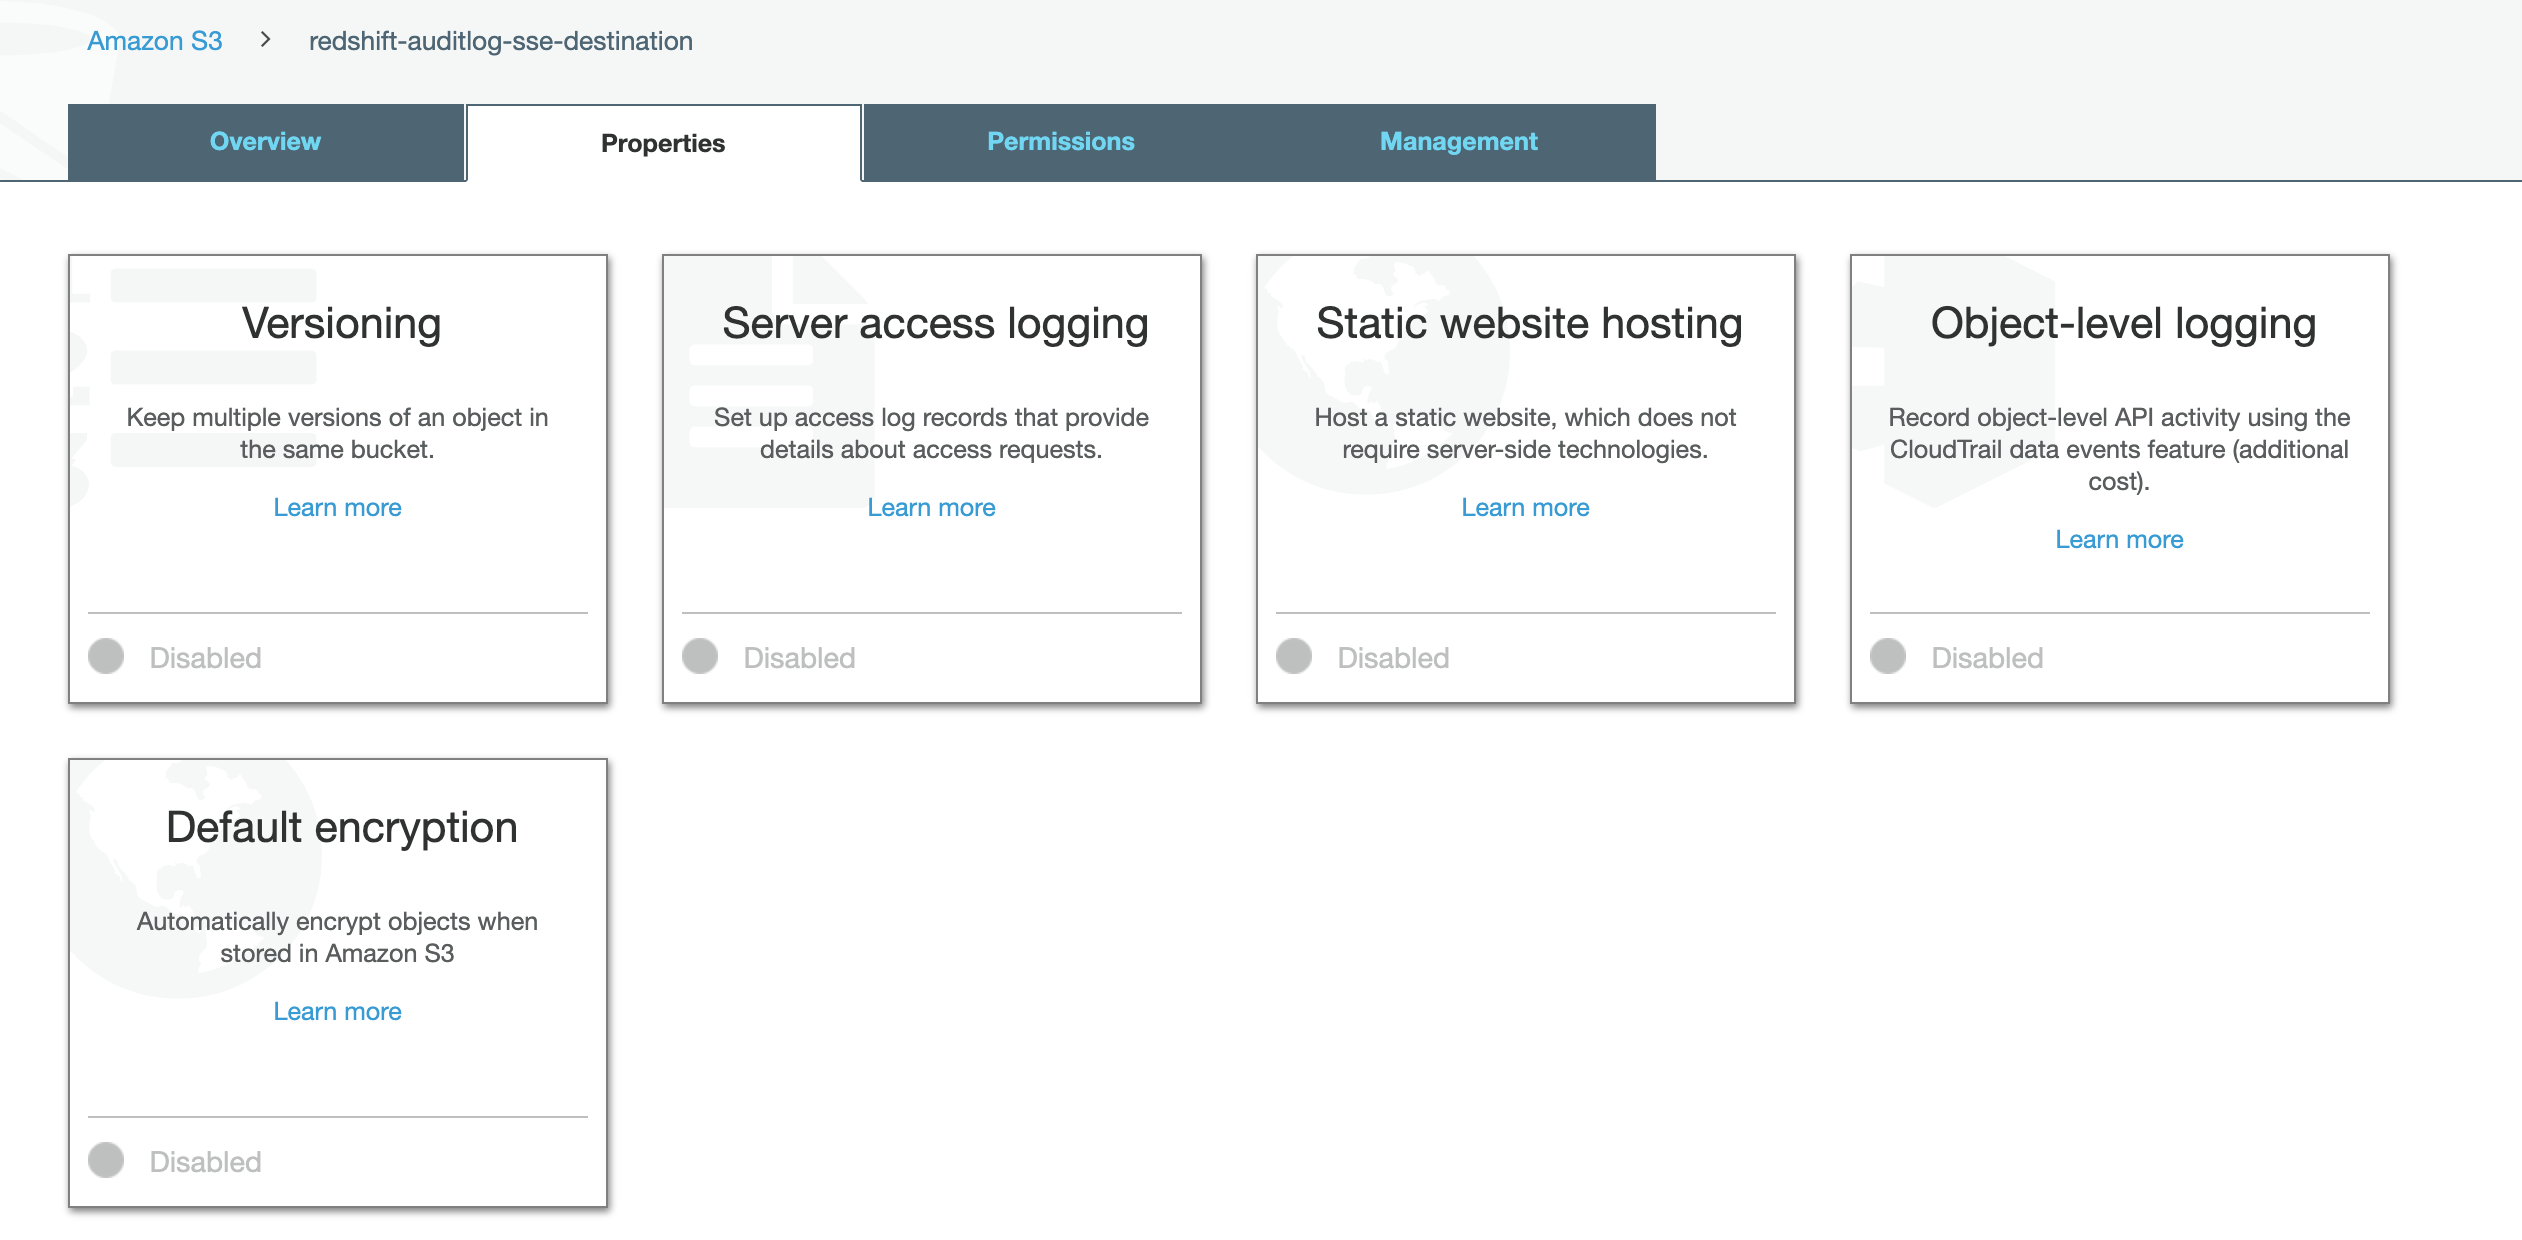 Amazon S3 > redshift-auditlog-sse-destination
Overview Properties Permissions Management
Versioning
Keep multiple versions of an object in
the same bucket.
Learn more
Disabled
Server access logging
Set up access log records that provide
details about access requests.
Learn more
Disabled
Static website hosting
Host a static website, which does not
require server-side technologies.
Learn more
Disabled
Object-level logging
Record object-level API activity using the
CloudTrail data events feature (additional
cost).
Learn more
Disabled
Default encryption
Automatically encrypt objects when
stored in Amazon S3
Learn more
Disabled